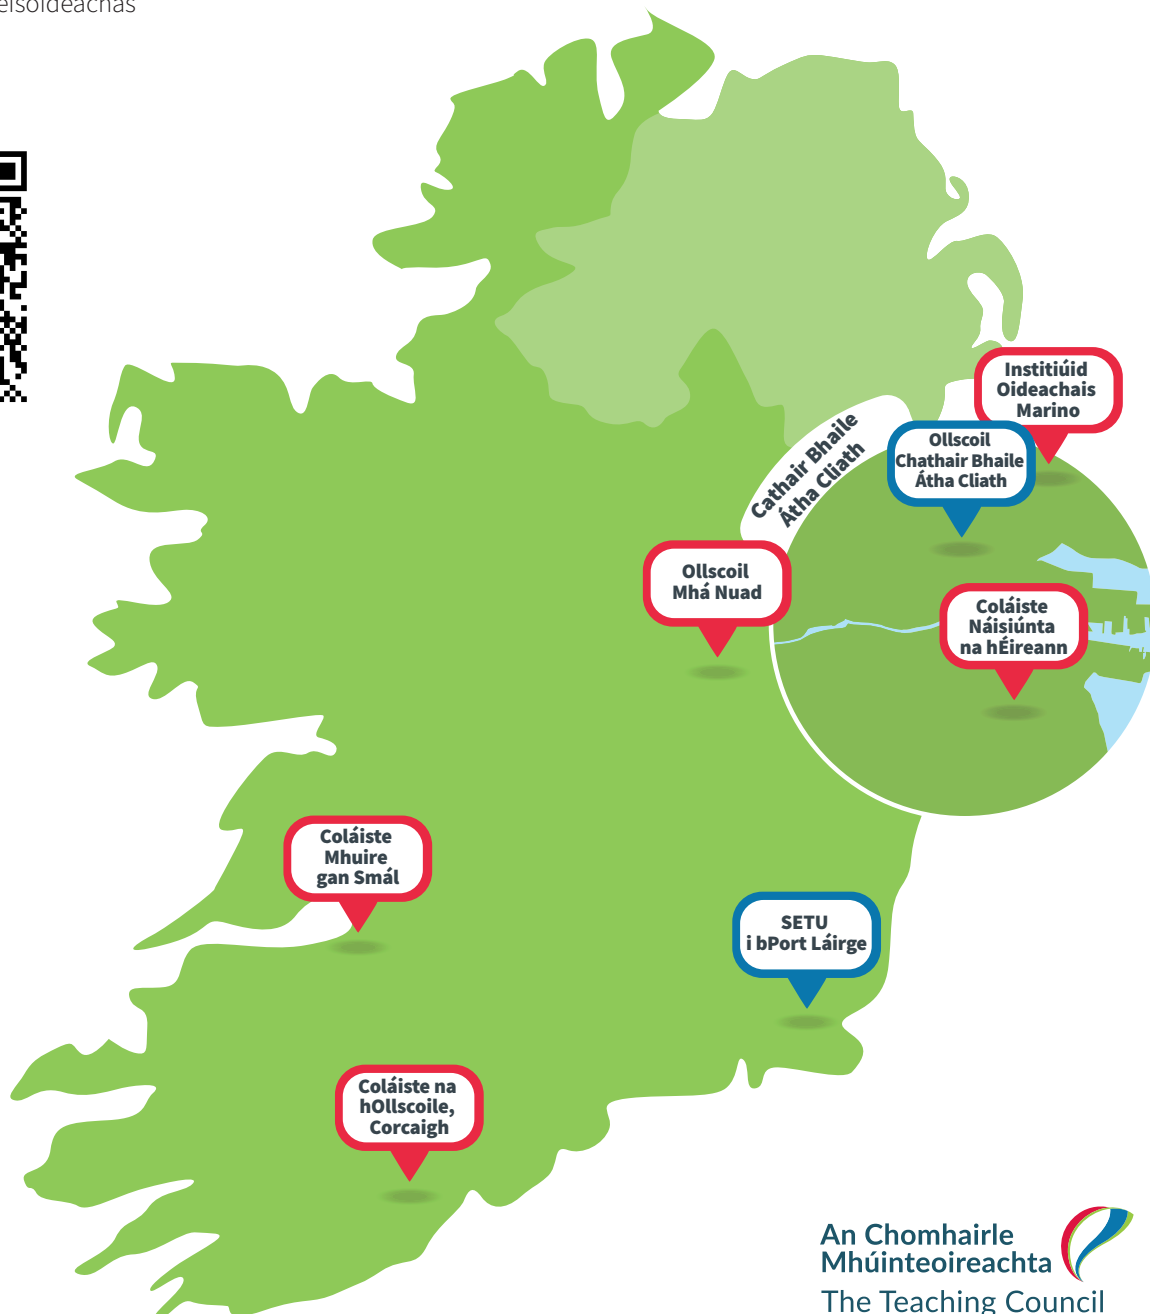 Institiúid
Oideachais
Marino
Ollscoil
Chathair Bhaile
Átha Cliath
Cathair Bhaile
Átha Cliath
Ollscoil
Mhá Nuad
Coláiste
Náisiúnta
na hÉireann
Coláiste
Mhuire
gan Smál
SETU
i bPort Láirge
Coláiste na
hOllscoile,
Corcaigh
An Chomhairle
Mhúinteoireachta
The Teaching Council